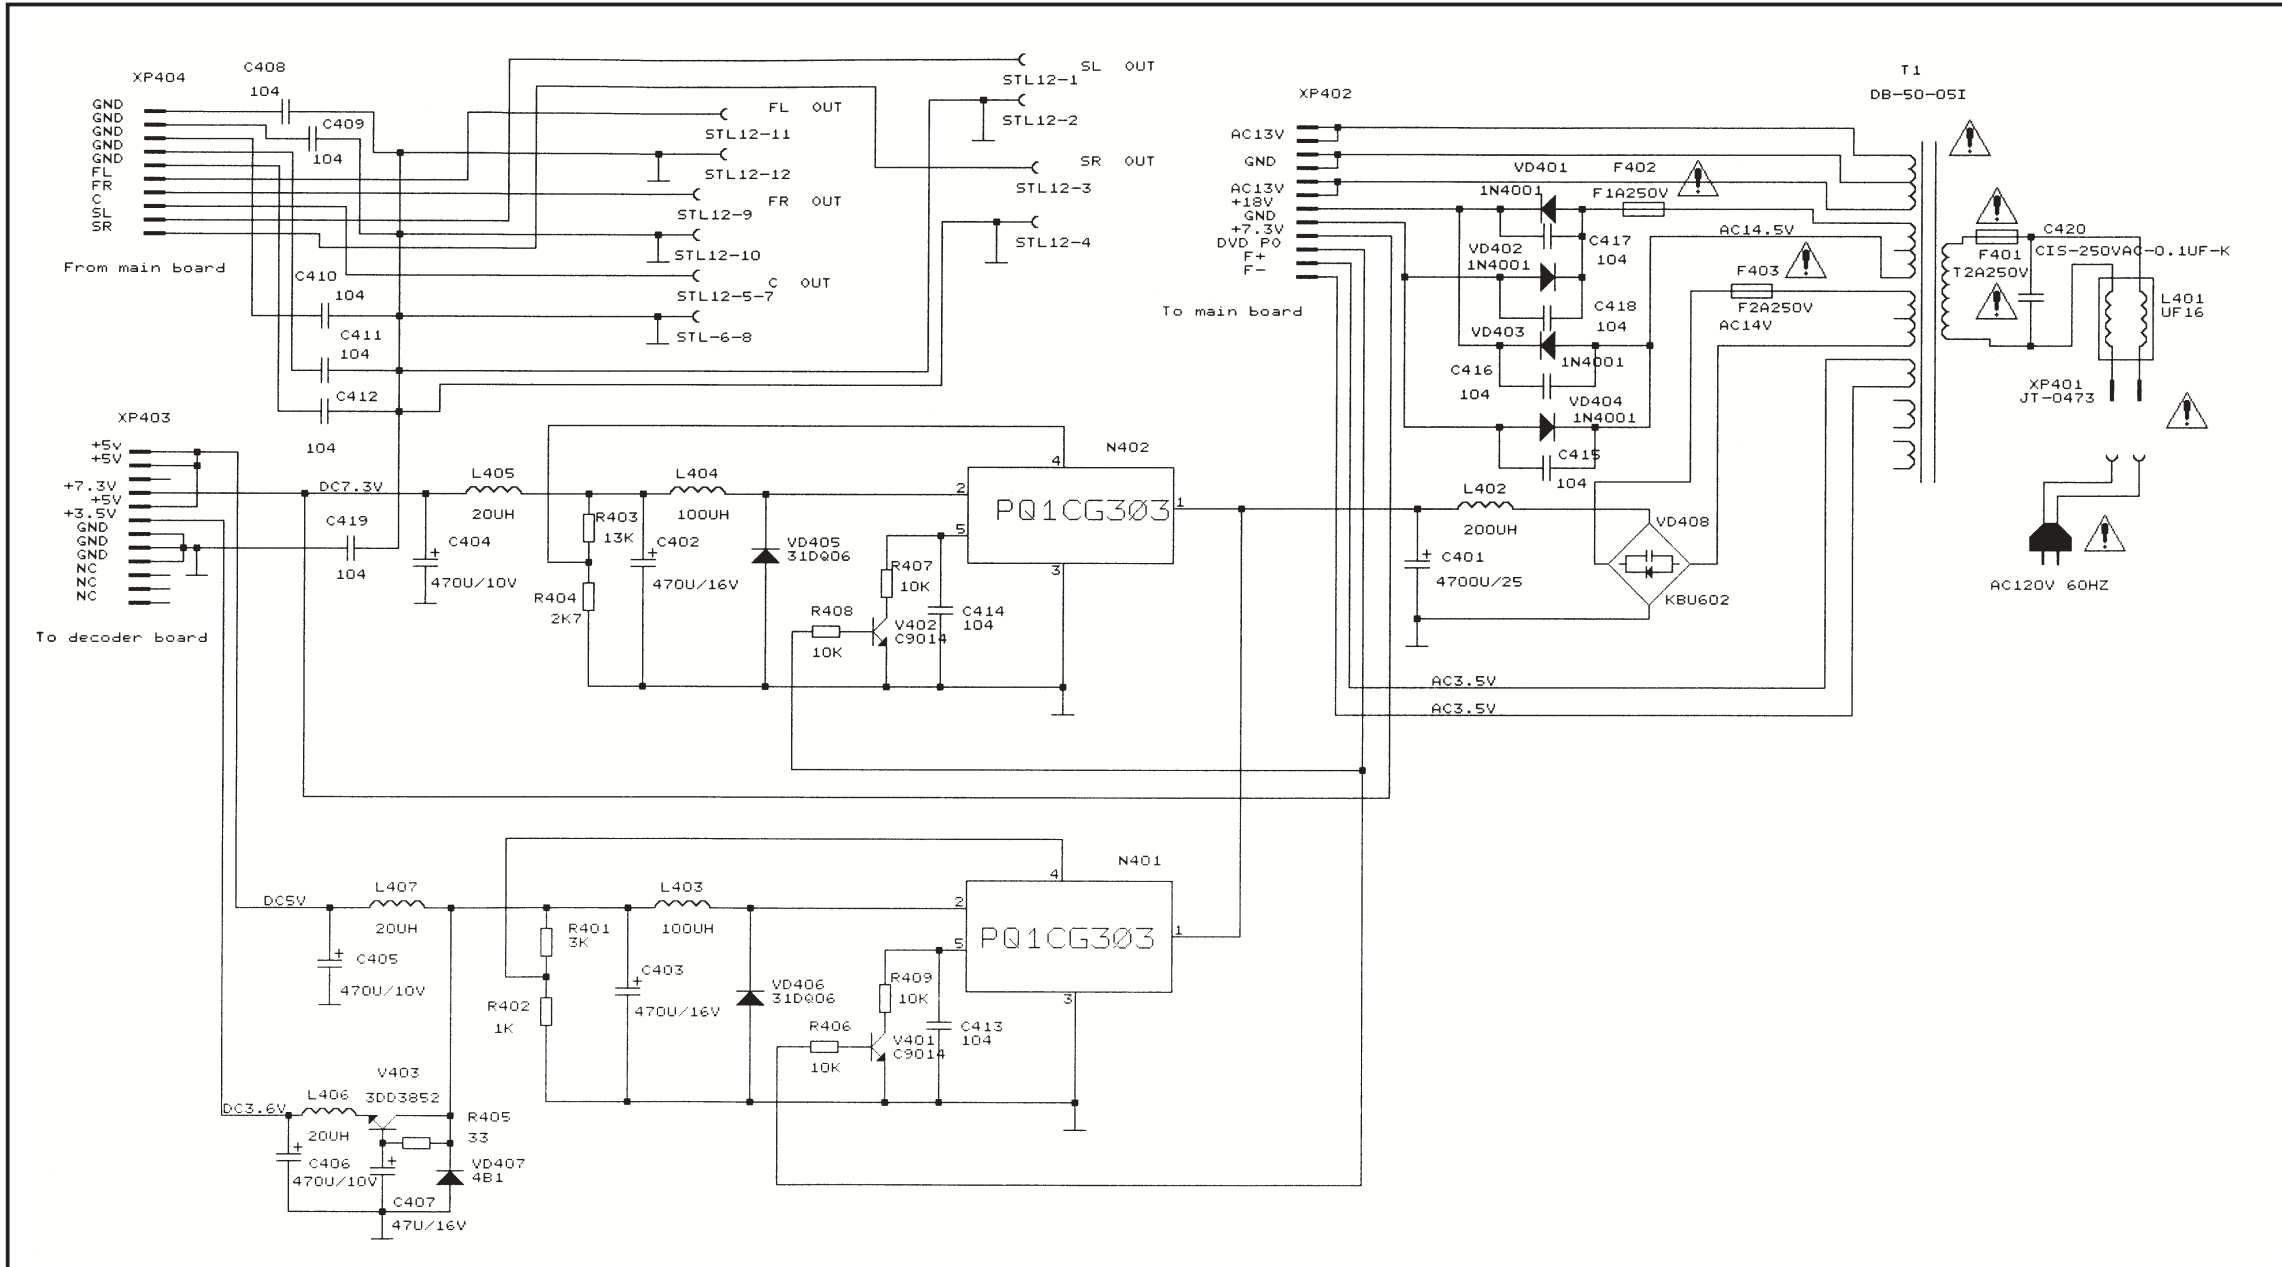 XP404
C408
104
GND
GND
GND
GND
GND
FL
FR
C
SL
SR
From main board
C409
104
C410
104
C411
104
C412
104
FL OUT
STL12-11
STL12-12
FR OUT
STL12-9
STL12-10
C OUT
STL12-5-7
STL-6-8
SL OUT
STL12-1
STL12-2
SR OUT
STL12-3
STL12-4
XP402
AC13V
GND
AC13V
+18V
GND
+7.3V
DVD PO
F+
F-
To main board
VD401
1N4001
F402
F1A250V
C417
104
VD402
1N4001
C418
104
VD403
1N4001
C416
104
VD404
1N4001
C415
104
AC14.5V
F403
F2A250V
AC14V
T1
DB-50-05I
F401
T2A250V
C420
CIS-250VAC-0.1UF-K
L401
UF16
XP401
JT-0473
AC120V 60HZ
XP403
+5V
+5V
+7.3V
+5V
+3.5V
GND
GND
GND
NC
NC
NC
To decoder board
C419
104
DC7.3V
C404
470U/10V
L405
20UH
R403
13K
R404
2K7
C402
470U/16V
L404
100UH
VD405
31DQ06
R408
10K
R407
10K
V402
C9014
C414
104
N402
PQ1CG303
4
2
5
3
1
L402
200UH
C401
4700U/25
VD408
KBU602
AC3.5V
AC3.5V
DC5V
L407
20UH
C405
470U/10V
R401
3K
R402
1K
C403
470U/16V
L403
100UH
VD406
31DQ06
R406
10K
R409
10K
V401
C9014
C413
104
N401
PQ1CG303
4
2
5
3
1
DC3.6V
L406
20UH
V403
3DD3852
R405
33
C406
470U/10V
VD407
4B1
C407
47U/16V